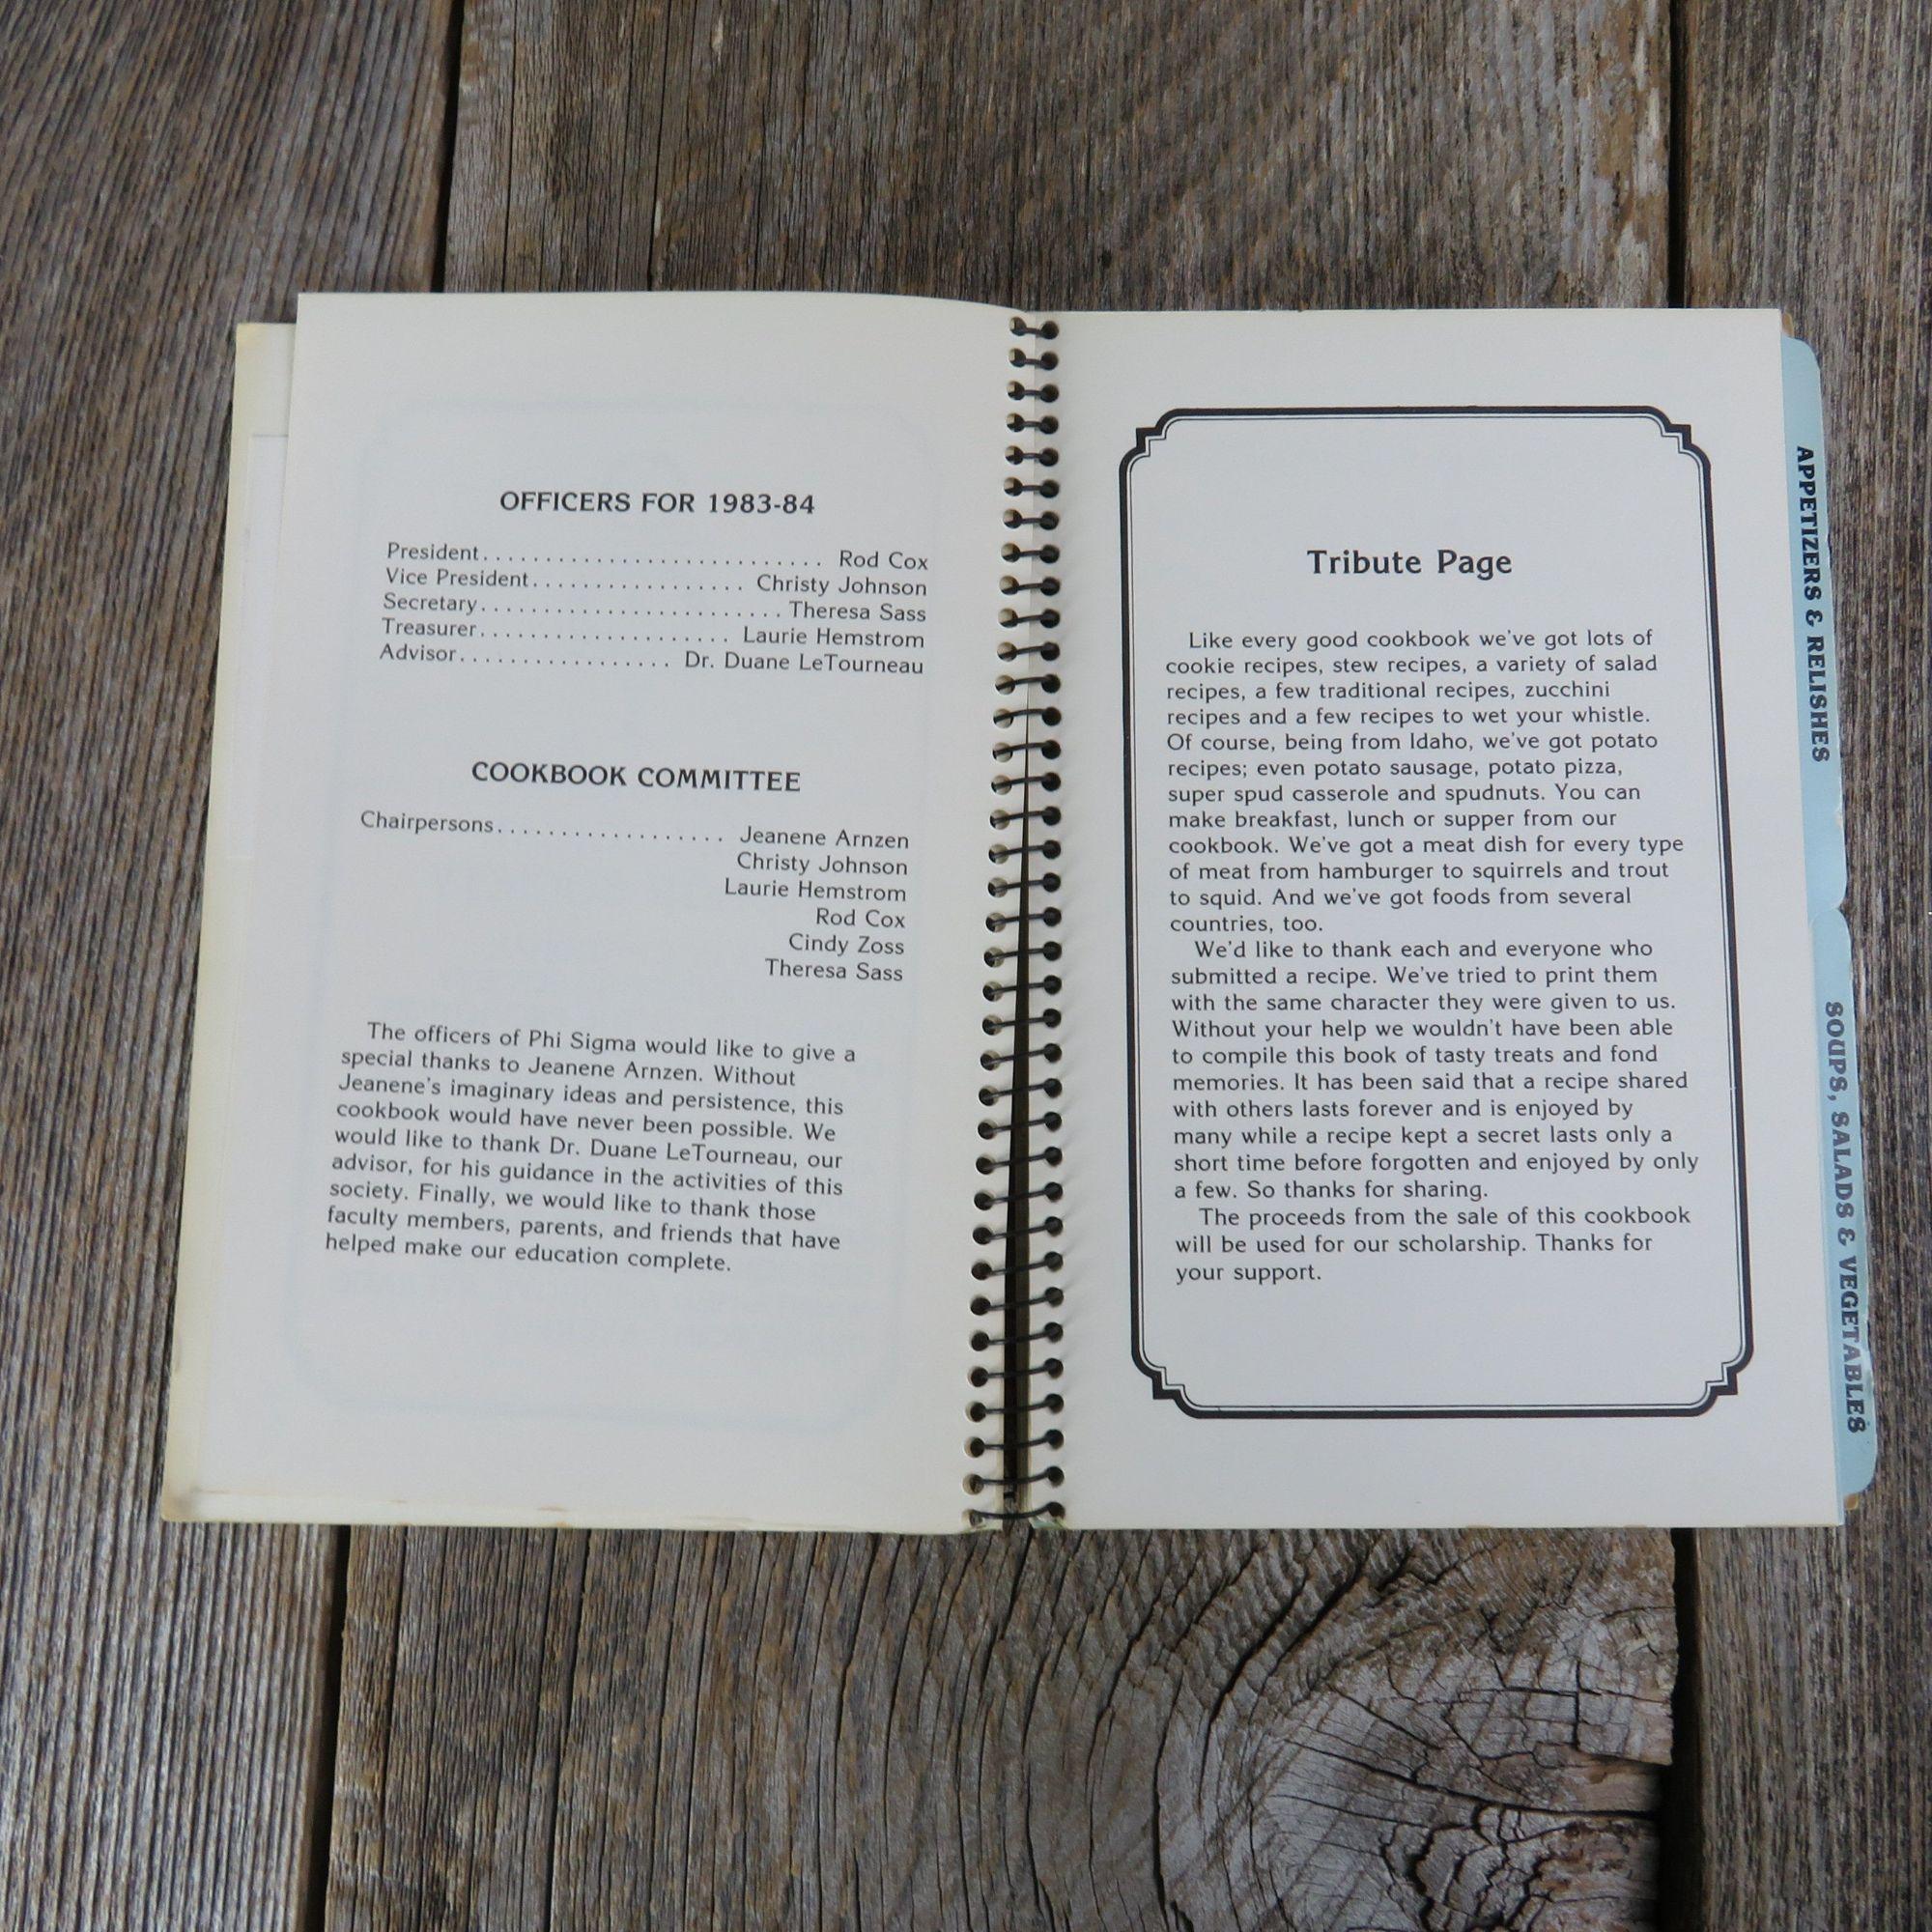 OFFICERS FOR 1983-84
President............................ Rod Cox
Vice President................. Christy Johnson
Secretary........................ Theresa Sass
Treasurer.................... Laurie Hemstrom
Advisor................. Dr. Duane LeTourneau
COOKBOOK COMMITTEE
Chairpersons.................. Jeanene Arnzen
Christy Johnson
Laurie Hemstrom
Rod Cox
Cindy Zoss
Theresa Sass
The officers of Phi Sigma would like to give a
special thanks to Jeanene Arnzen. Without
Jeanene's imaginary ideas and persistence, this
cookbook would have never been possible. We
would like to thank Dr. Duane LeTourneau, our
advisor, for his guidance in the activities of this
society. Finally, we would like to thank those
faculty members, parents, and friends that have
helped make our education complete.
Tribute Page
Like every good cookbook we've got lots of
cookie recipes, stew recipes, a variety of salad
recipes, a few traditional recipes, zucchini
recipes and a few recipes to wet your whistle.
Of course, being from Idaho, we've got potato
recipes; even potato sausage, potato pizza,
super spud casserole and spudnuts. You can
make breakfast, lunch or supper from our
cookbook. We've got a meat dish for every type
of meat from hamburger to squirrels and trout
to squid. And we've got foods from several
countries, too.
We'd like to thank each and everyone who
submitted a recipe. We've tried to print them
with the same character they were given to us.
Without your help we wouldn't have been able
to compile this book of tasty treats and fond
memories. It has been said that a recipe shared
with others lasts forever and is enjoyed by
many while a recipe kept a secret lasts only a
short time before forgotten and enjoyed by only
a few. So thanks for sharing.
The proceeds from the sale of this cookbook
will be used for our scholarship. Thanks for
your support.
APPETIZERS & RELISHES
SOUPS, SALADS & VEGETABLES